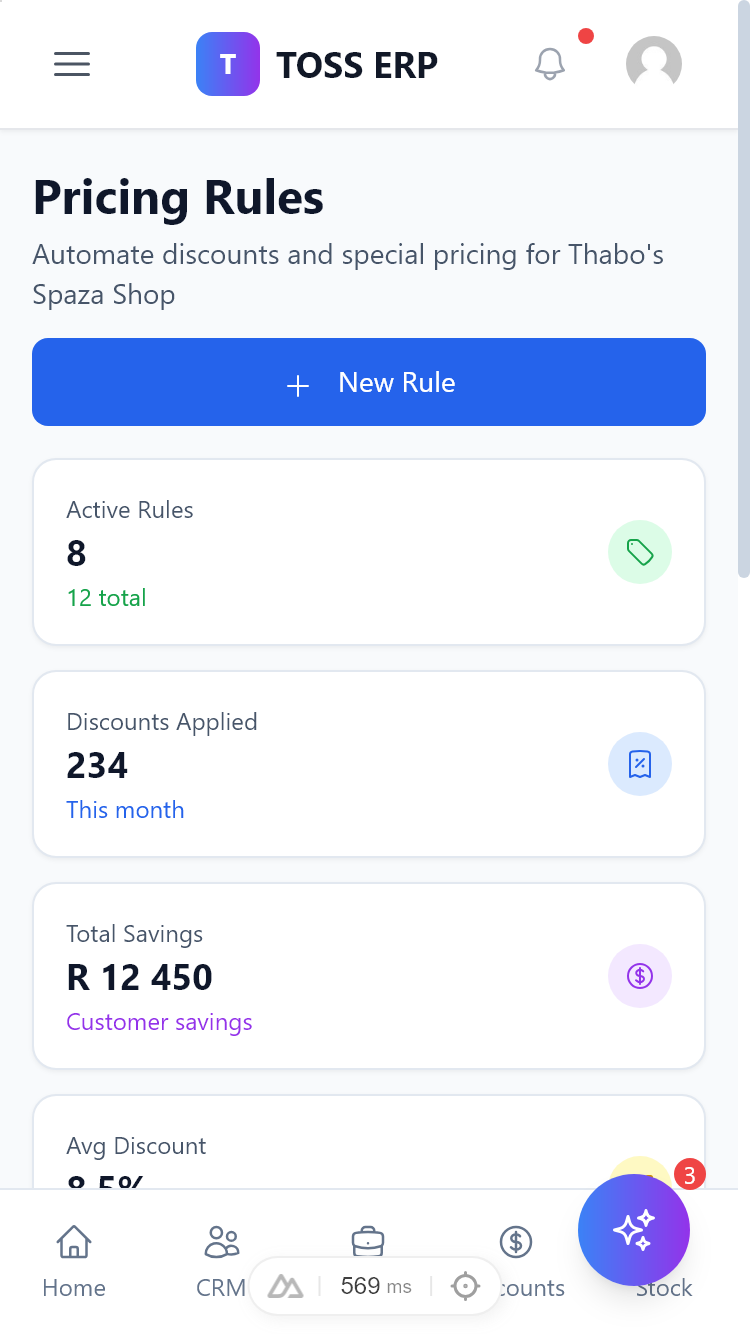 T TOSS ERP
Pricing Rules
Automate discounts and special pricing for Thabo's
Spaza Shop
New Rule
Active Rules
8
12 total
Discounts Applied
234
This month
Total Savings
R 12 450
Customer savings
Avg Discount
8.5%
3
Home CRM counts Stock
569 ms